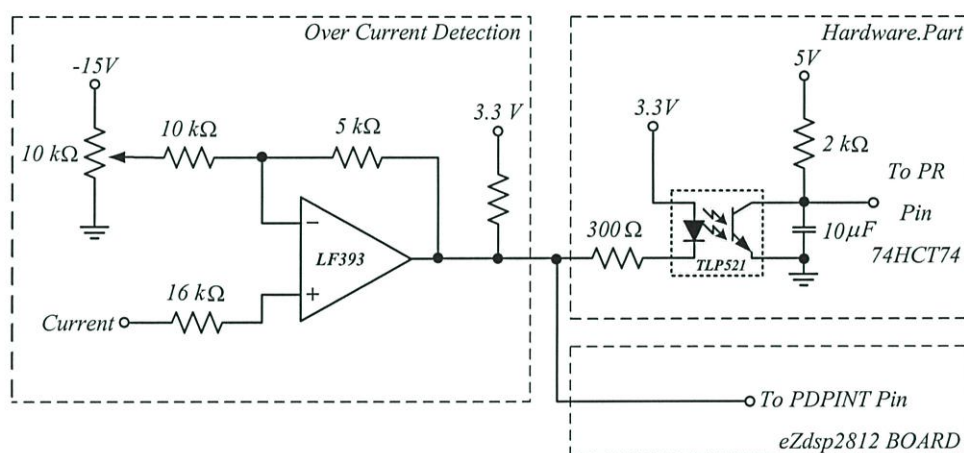 Over Current Detection
-15V
10 kΩ
10 kΩ
5 kΩ
3.3 V
LF393
16 kΩ
Current
Hardware.Part
5V
3.3V
2 kΩ
To PR
Pin
74HCT74
10μF
300Ω
TLP521
To PDPINT Pin
eZdsp2812 BOARD